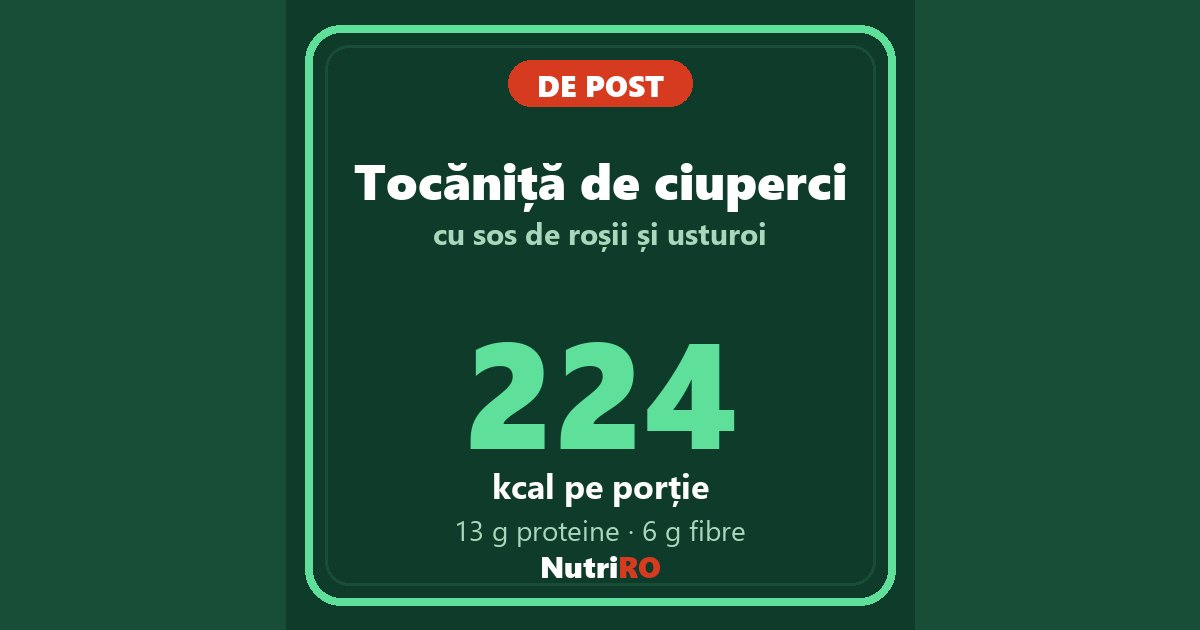 DE POST
Tocăniță de ciuperci
cu sos de roșii și usturoi
224
kcal pe porție
13 g proteine · 6 g fibre
NutriRO